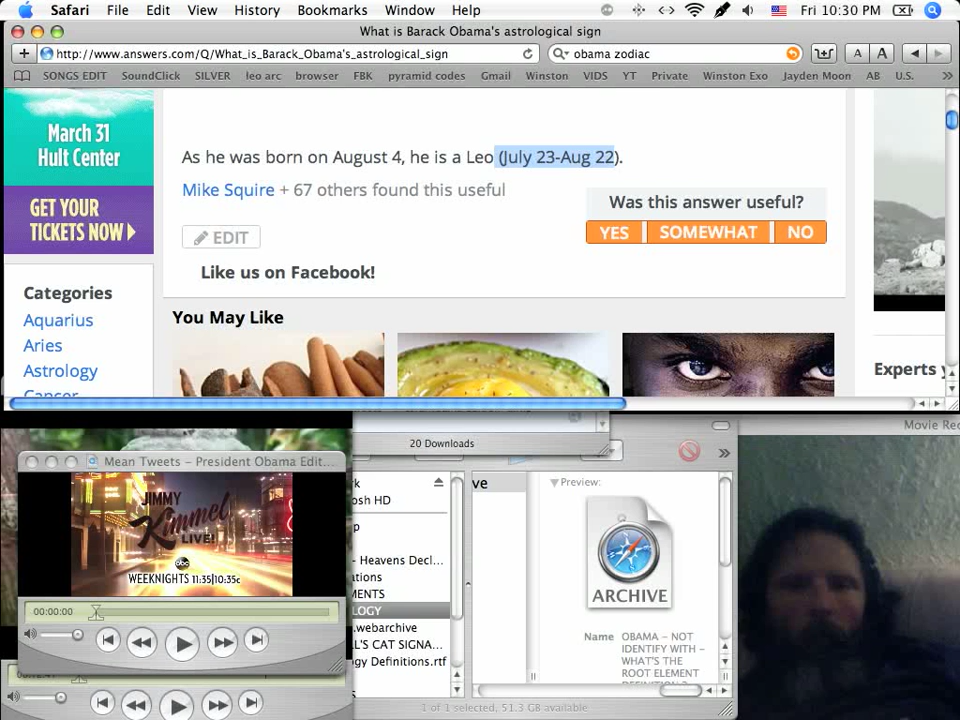 Safari File Edit View History Bookmarks Window Help Fri 10:30 PM
What is Barack Obama's astrological sign
http://www.answers.com/Q/What_is_Barack_Obama's_astrological_sign obama zodiac A A
SONGS EDIT SoundClick SILVER leo arc browser FBK pyramid codes Gmail Winston VIDS YT Private Winston Exo Jayden Moon AB U.S. »
March 31
Hult Center
GET YOUR
TICKETS NOW
Categories
Aquarius
Aries
Astrology
Cancer
As he was born on August 4, he is a Leo (July 23-Aug 22).
Mike Squire + 67 others found this useful
EDIT
Was this answer useful?
YES SOMEWHAT NO
Like us on Facebook!
You May Like
Experts y
20 Downloads
Movie Rec
Mean Tweets – President Obama Edit...
JIMMY
Kimmel
LIVE!
abc
WEEKNIGHTS 11:35|10:35c
00:00:00
rk
osh HD
p
- Heavens Decl...
ations
MENTS
LOGY
.webarchive
L'S CAT SIGNA...
gy Definitions.rtf
s
ve
Preview:
ARCHIVE
Name OBAMA – NOT
IDENTIFY WITH –
WHAT'S THE
ROOT ELEMENT
1 of 1 selected, 51.3 GB available